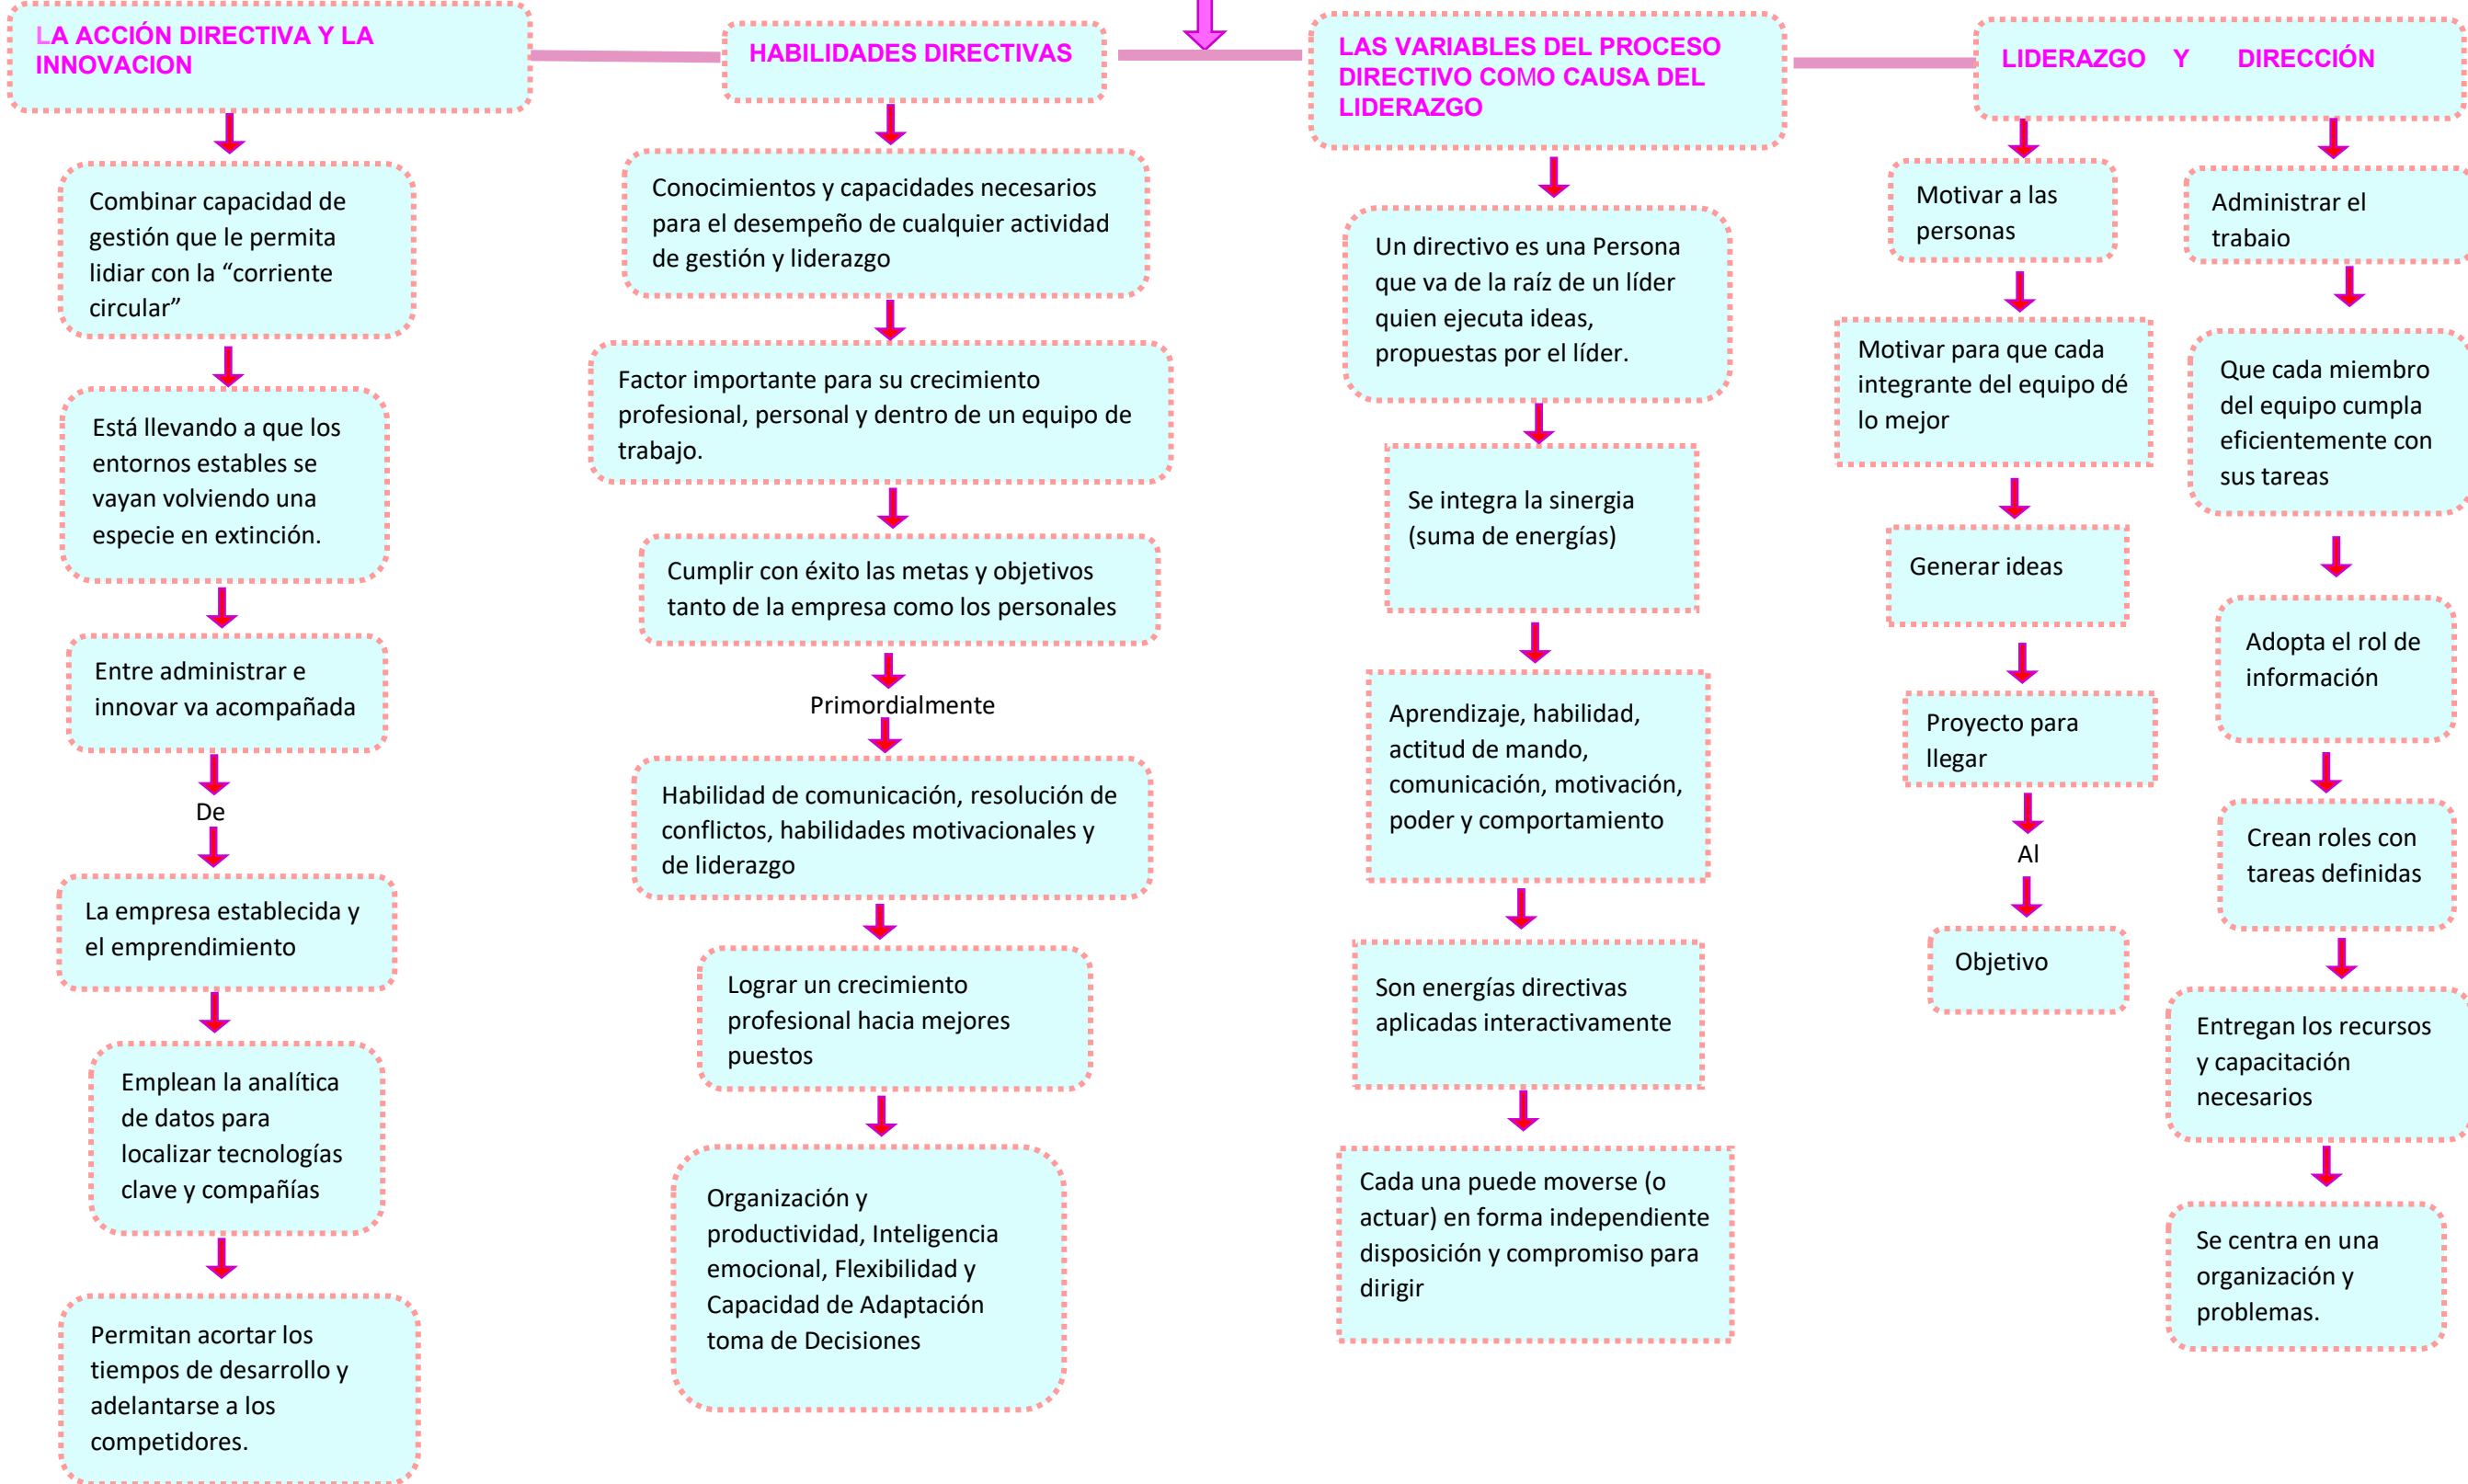 LA ACCIÓN DIRECTIVA Y LA
INNOVACION
Combinar capacidad de
gestión que le permita
lidiar con la “corriente
circular”
Está llevando a que los
entornos estables se
vayan volviendo una
especie en extinción.
Entre administrar e
innovar va acompañada
De
La empresa establecida y
el emprendimiento
Emplean la analítica
de datos para
localizar tecnologías
clave y compañías
Permitan acortar los
tiempos de desarrollo y
adelantarse a los
competidores.
HABILIDADES DIRECTIVAS
Conocimientos y capacidades necesarios
para el desempeño de cualquier actividad
de gestión y liderazgo
Factor importante para su crecimiento
profesional, personal y dentro de un equipo de
trabajo.
Cumplir con éxito las metas y objetivos
tanto de la empresa como los personales
Primordialmente
Habilidad de comunicación, resolución de
conflictos, habilidades motivacionales y
de liderazgo
Lograr un crecimiento
profesional hacia mejores
puestos
Organización y
productividad, Inteligencia
emocional, Flexibilidad y
Capacidad de Adaptación
toma de Decisiones
LAS VARIABLES DEL PROCESO
DIRECTIVO COMO CAUSA DEL
LIDERAZGO
Un directivo es una Persona
que va de la raíz de un líder
quien ejecuta ideas,
propuestas por el líder.
Se integra la sinergia
(suma de energías)
Aprendizaje, habilidad,
actitud de mando,
comunicación, motivación,
poder y comportamiento
Son energías directivas
aplicadas interactivamente
Cada una puede moverse (o
actuar) en forma independiente
disposición y compromiso para
dirigir
LIDERAZGO Y DIRECCIÓN
Motivar a las
personas
Motivar para que cada
integrante del equipo dé
lo mejor
Generar ideas
Proyecto para
llegar
Al
Objetivo
Administrar el
trabajo
Que cada miembro
del equipo cumpla
eficientemente con
sus tareas
Adopta el rol de
información
Crean roles con
tareas definidas
Entregan los recursos
y capacitación
necesarios
Se centra en una
organización y
problemas.